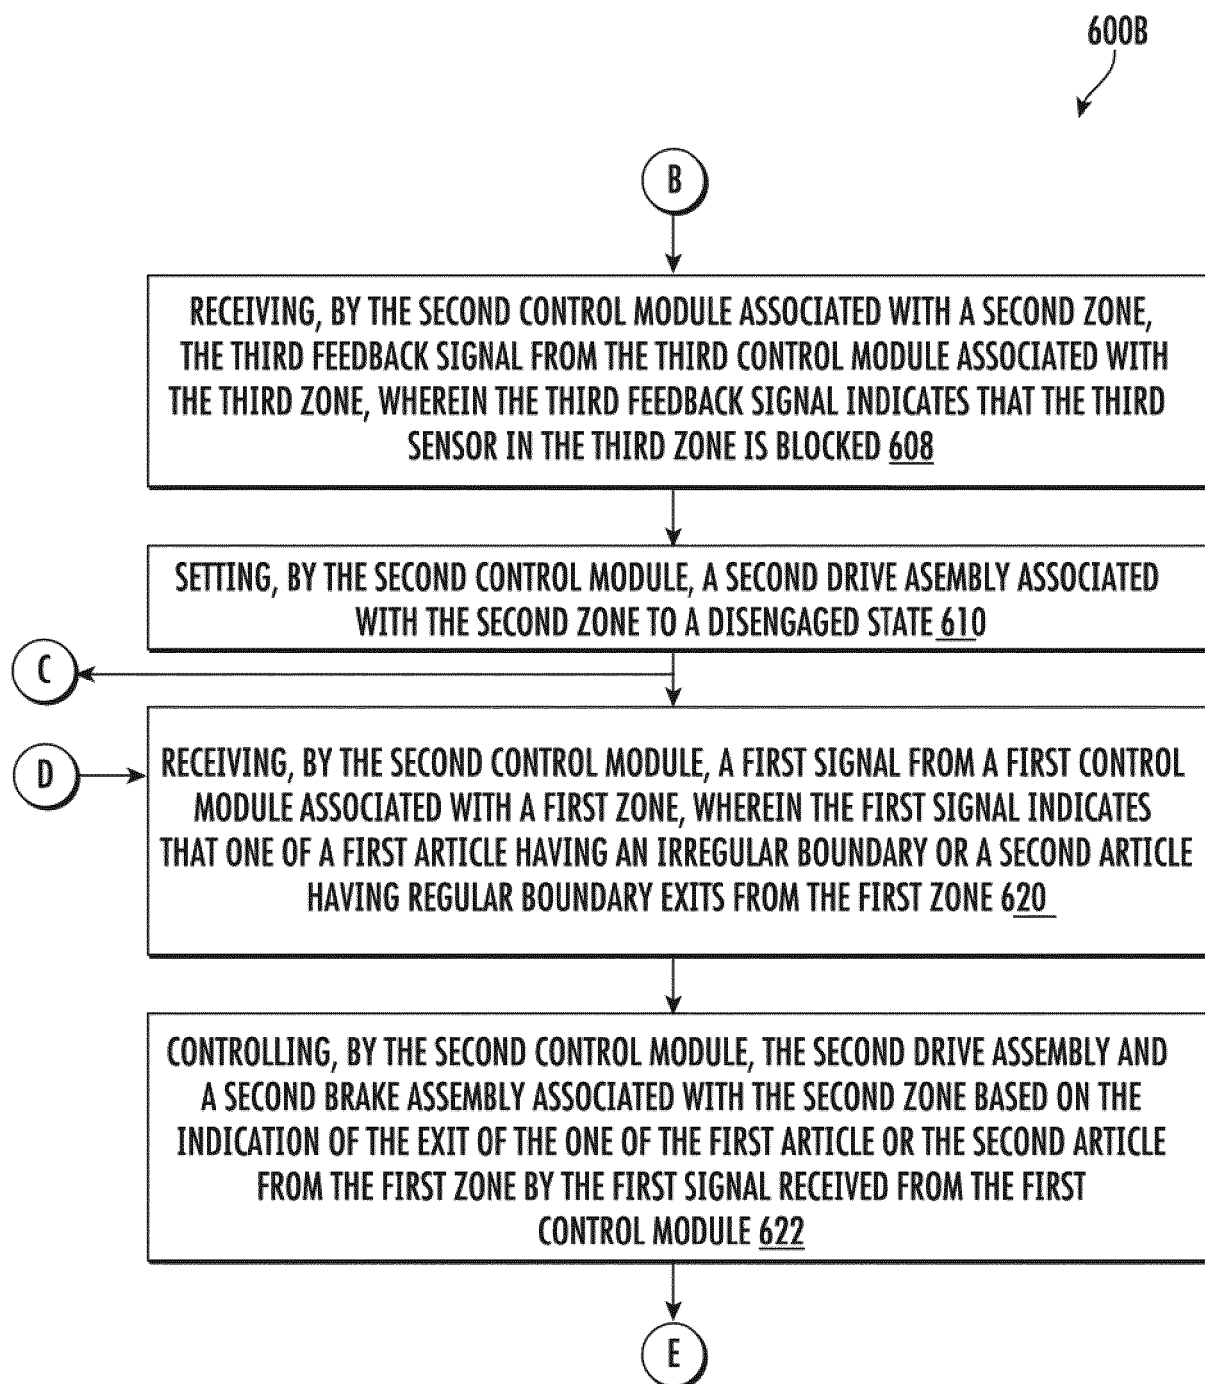 600B
B
RECEIVING, BY THE SECOND CONTROL MODULE ASSOCIATED WITH A SECOND ZONE,
THE THIRD FEEDBACK SIGNAL FROM THE THIRD CONTROL MODULE ASSOCIATED WITH
THE THIRD ZONE, WHEREIN THE THIRD FEEDBACK SIGNAL INDICATES THAT THE THIRD
SENSOR IN THE THIRD ZONE IS BLOCKED 608
SETTING, BY THE SECOND CONTROL MODULE, A SECOND DRIVE ASEMBLY ASSOCIATED
WITH THE SECOND ZONE TO A DISENGAGED STATE 610
C
D
RECEIVING, BY THE SECOND CONTROL MODULE, A FIRST SIGNAL FROM A FIRST CONTROL
MODULE ASSOCIATED WITH A FIRST ZONE, WHEREIN THE FIRST SIGNAL INDICATES
THAT ONE OF A FIRST ARTICLE HAVING AN IRREGULAR BOUNDARY OR A SECOND ARTICLE
HAVING REGULAR BOUNDARY EXITS FROM THE FIRST ZONE 620
CONTROLLING, BY THE SECOND CONTROL MODULE, THE SECOND DRIVE ASSEMBLY AND
A SECOND BRAKE ASSEMBLY ASSOCIATED WITH THE SECOND ZONE BASED ON THE
INDICATION OF THE EXIT OF THE ONE OF THE FIRST ARTICLE OR THE SECOND ARTICLE
FROM THE FIRST ZONE BY THE FIRST SIGNAL RECEIVED FROM THE FIRST
CONTROL MODULE 622
E